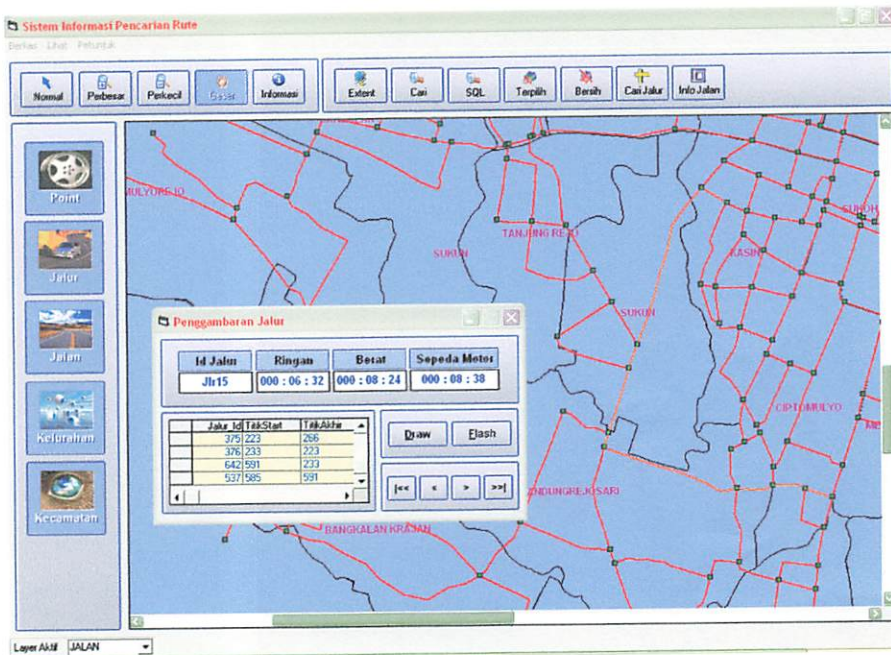 Sistem Informasi Pencarian Rute
Berkas Lihat Petunjuk
Normal Perbesar Perkecil Geser Informasi Extent Cari SQL Terpilih Bersih Cari Jalur Info Jalan
Point
Jalur
Jalan
Kelurahan
Kecamatan
MULYOREJO
SUKUN
TANJUNG REJO
SUKUN
KASIN
SUKOH
CIPTOMULYO
ME
ANDUNGREJOSARI
BANGKALAN KRAJAN
Penggambaran Jalur
Id Jalur Ringan Berat Sepeda Motor
Jlr15 000 : 06 : 32 000 : 08 : 24 000 : 08 : 38
Jalur_Id TitikStart TitikAkhir
375 223 266
376 233 223
642 591 233
537 585 591
Draw Flash
|<< < > >>|
Layer Aktif JALAN